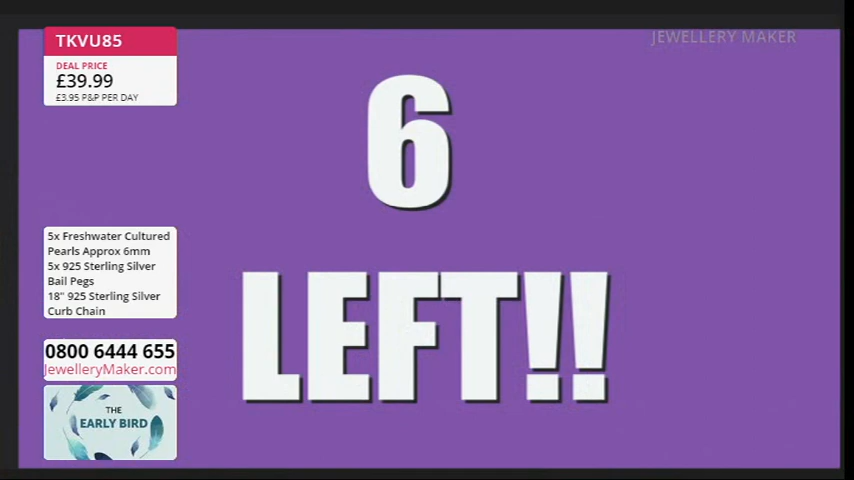 TKVU85
DEAL PRICE
£39.99
£3.95 P&P PER DAY
JEWELLERY MAKER
6
LEFT!!
5x Freshwater Cultured
Pearls Approx 6mm
5x 925 Sterling Silver
Bail Pegs
18" 925 Sterling Silver
Curb Chain
0800 6444 655
JewelleryMaker.com
THE
EARLY BIRD